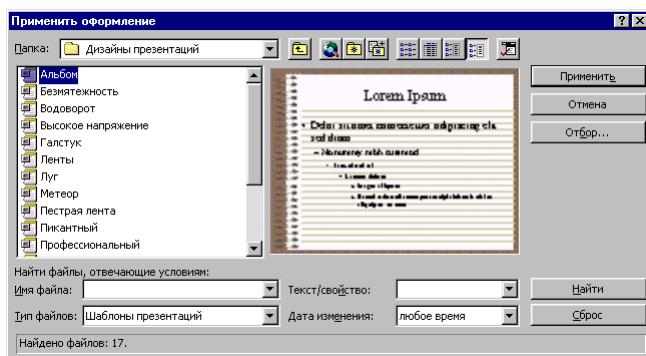 Применить оформление
Папка: Дизайны презентаций
Альбом
Безмятежность
Водоворот
Высокое напряжение
Галстук
Ленты
Луг
Метеор
Пестрая лента
Пикантный
Профессиональный
Lorem Ipsum
Применить
Отмена
Отбор...
Найти файлы, отвечающие условиям:
Имя файла: Текст/свойство: Найти
Тип файлов: Шаблоны презентаций Дата изменения: любое время Сброс
Найдено файлов: 17.